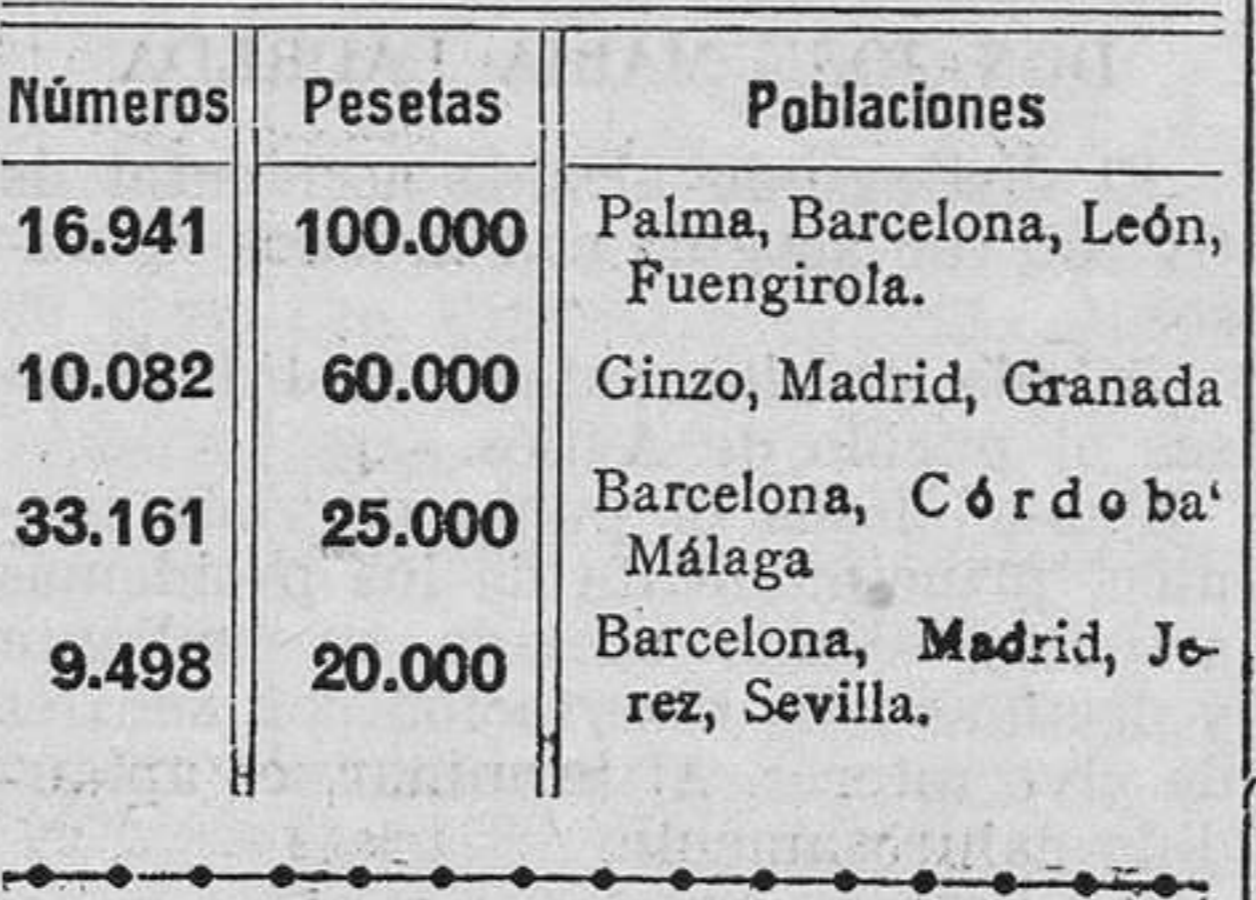 Números Pesetas Poblaciones
16.941 100.000 Palma, Barcelona, León,
Fuengirola.
10.082 60.000 Ginzo, Madrid, Granada
33.161 25.000 Barcelona, Córdoba‘
Málaga
9.498 20.000 Barcelona, Madrid, Je-
rez, Sevilla.